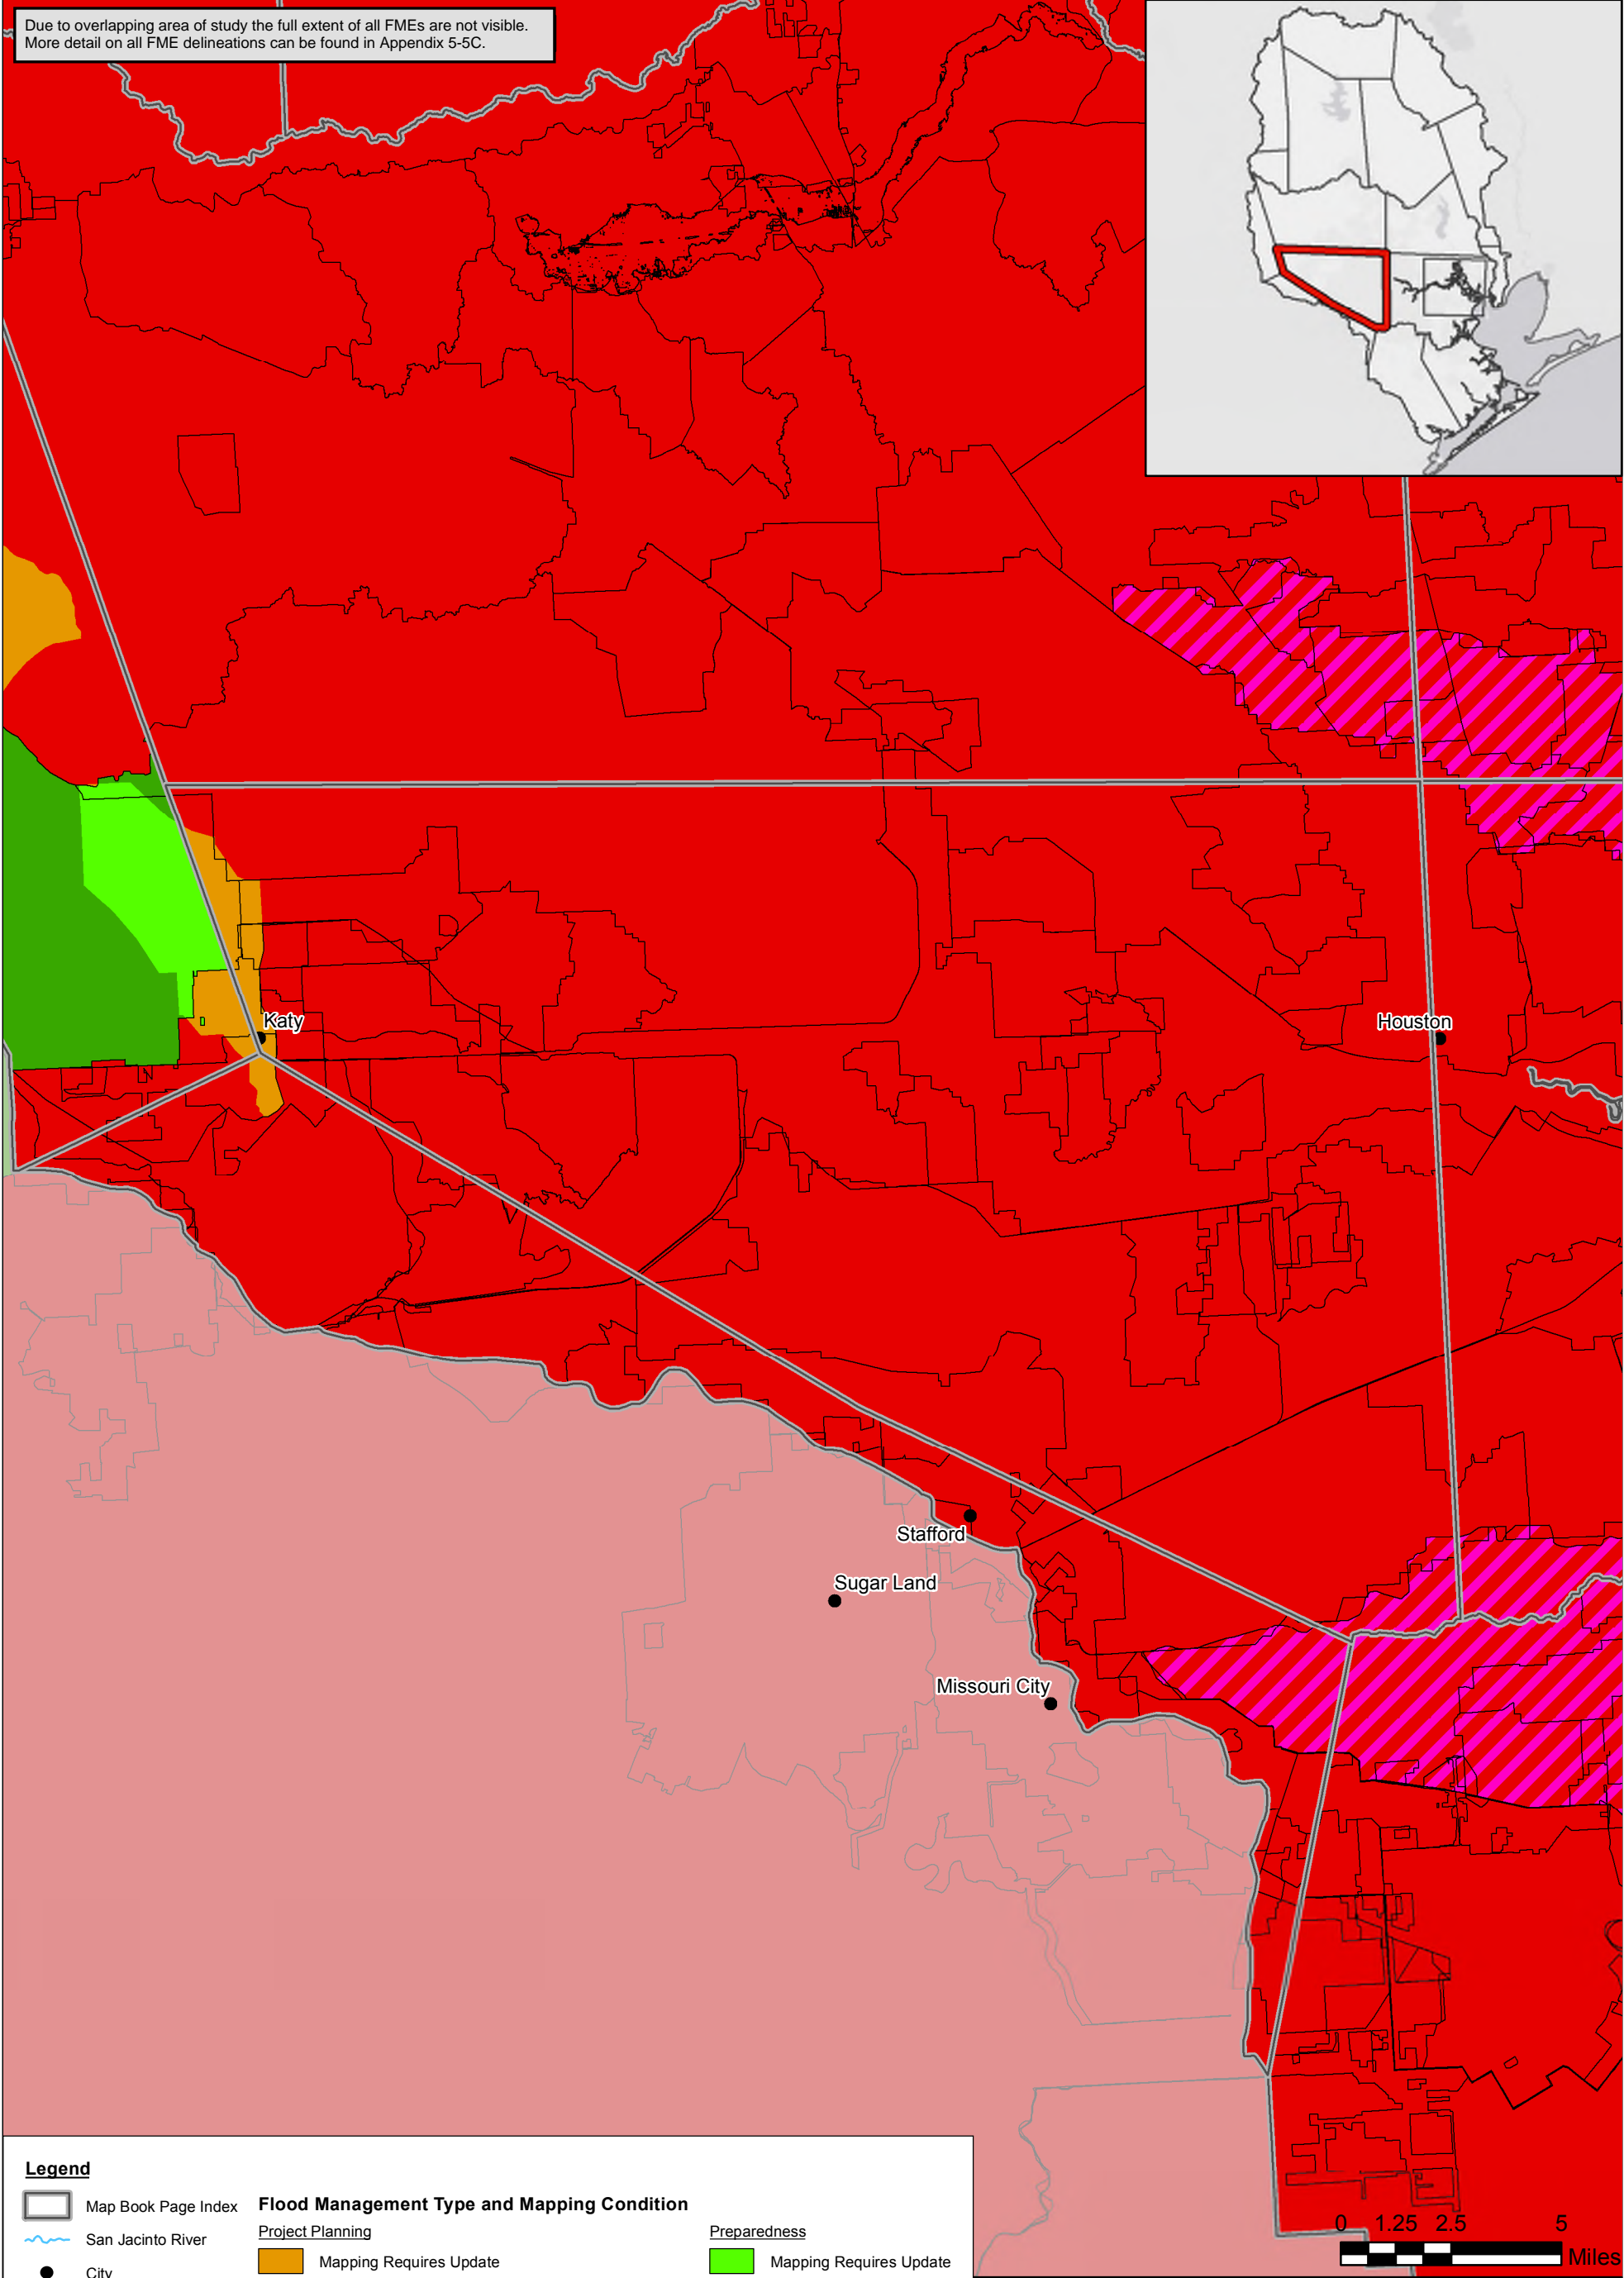 Due to overlapping area of study the full extent of all FMEs are not visible.
More detail on all FME delineations can be found in Appendix 5-5C.
Katy
Houston
Stafford
Sugar Land
Missouri City
Legend
Map Book Page Index
San Jacinto River
City
Flood Management Type and Mapping Condition
Project Planning
Mapping Requires Update
Preparedness
Mapping Requires Update
0 1.25 2.5 5
Miles